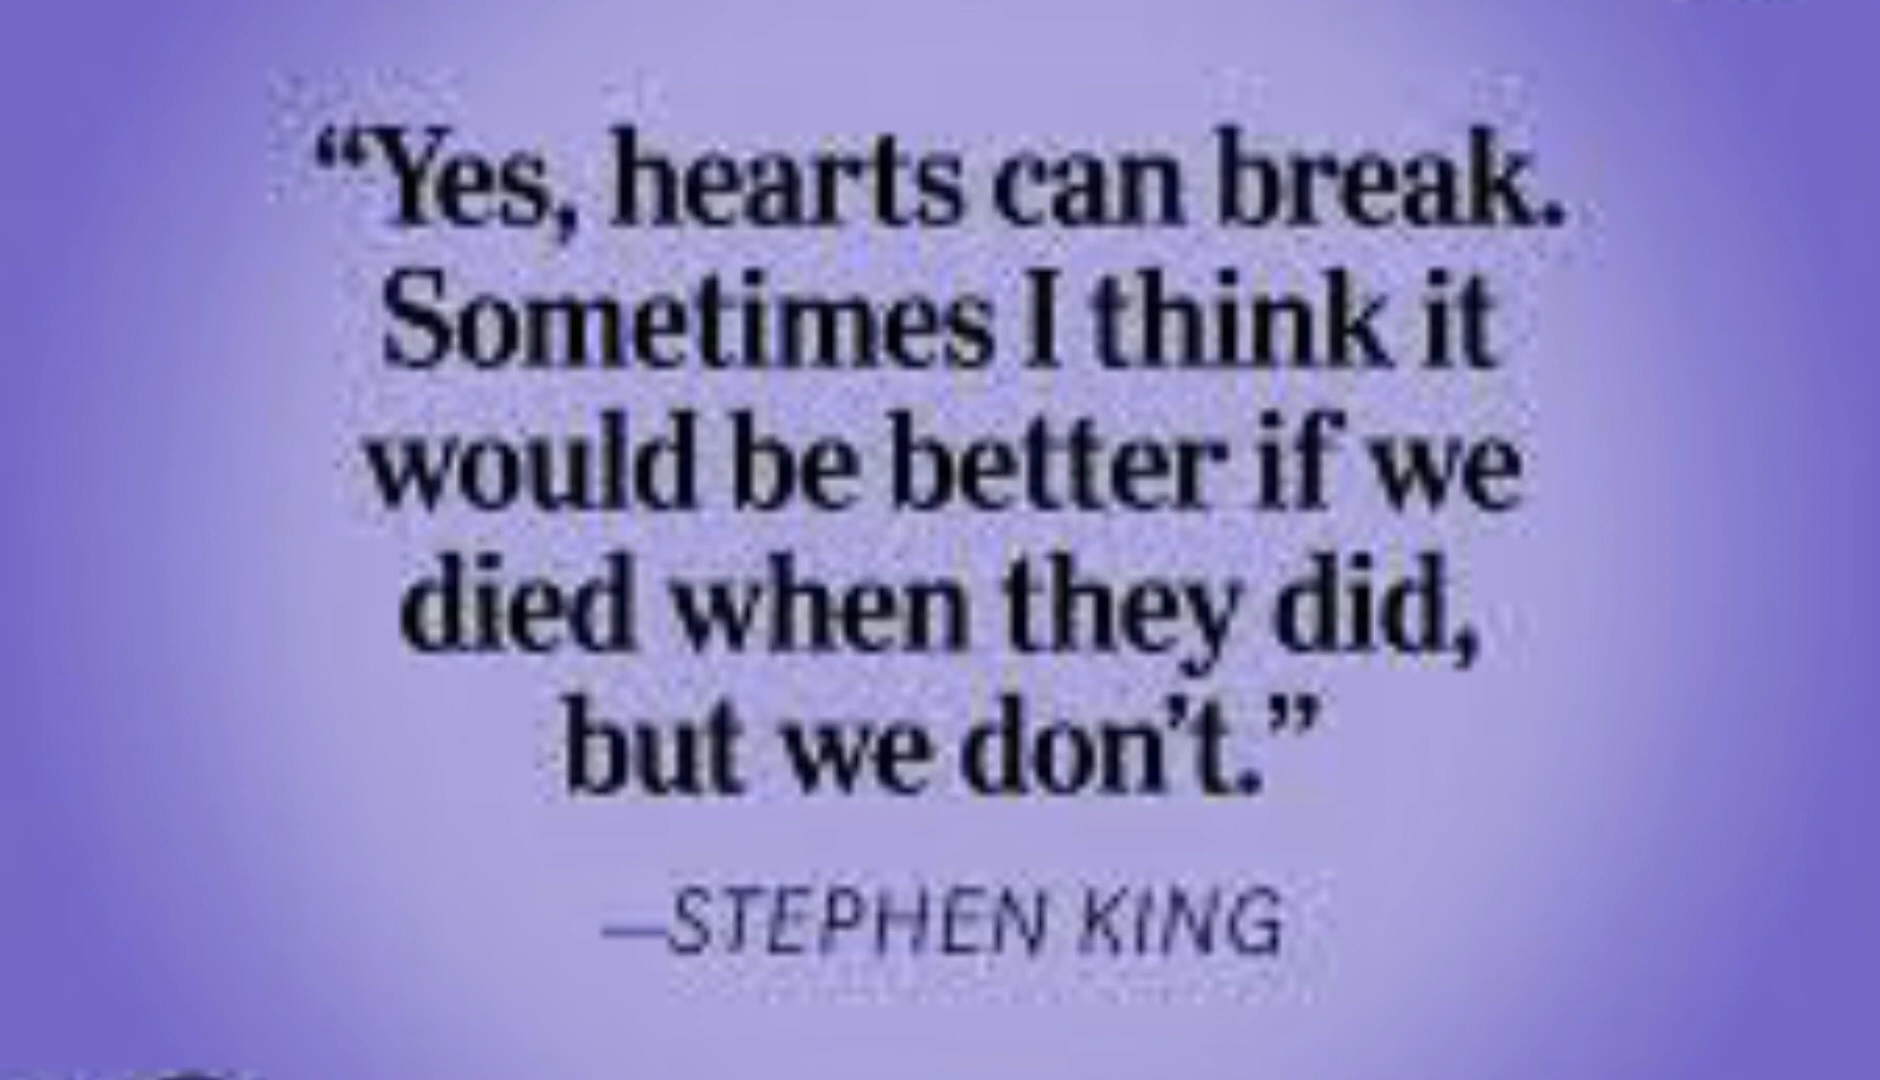 “Yes, hearts can break.
Sometimes I think it
would be better if we
died when they did,
but we don’t.”
—STEPHEN KING